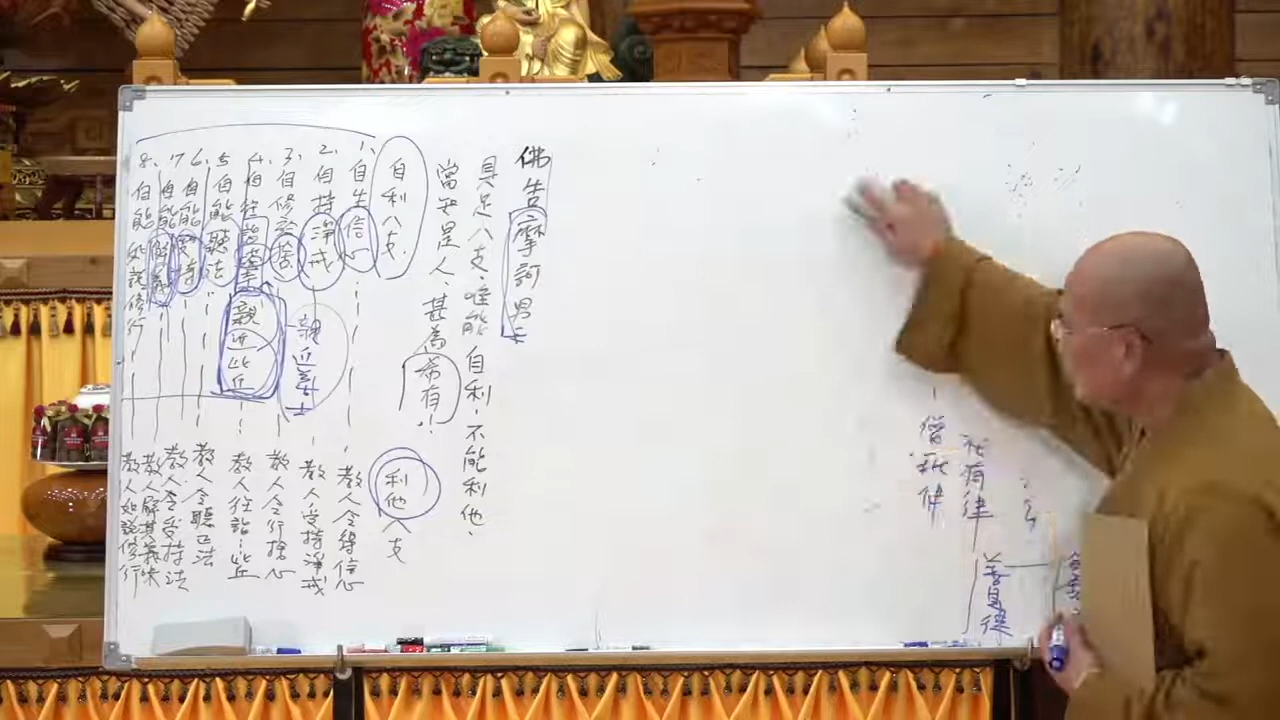 佛告摩訶男
具足八支、唯能自利、不能利他、
當知是人、甚為希有!!
自利八支
利他八支
1、自生信心
教人令得信心
2、自持淨戒
教人受持淨戒
親近善士
3、自修 捨
教人令行捨心
4、自往
親近比丘
教人往詣
5、自能聽法
教人令聽正法
6、自能受持
教人令受持法
7、自能解義
教人解其義味
8、自能如說修行
教人如說修行
律
善見律